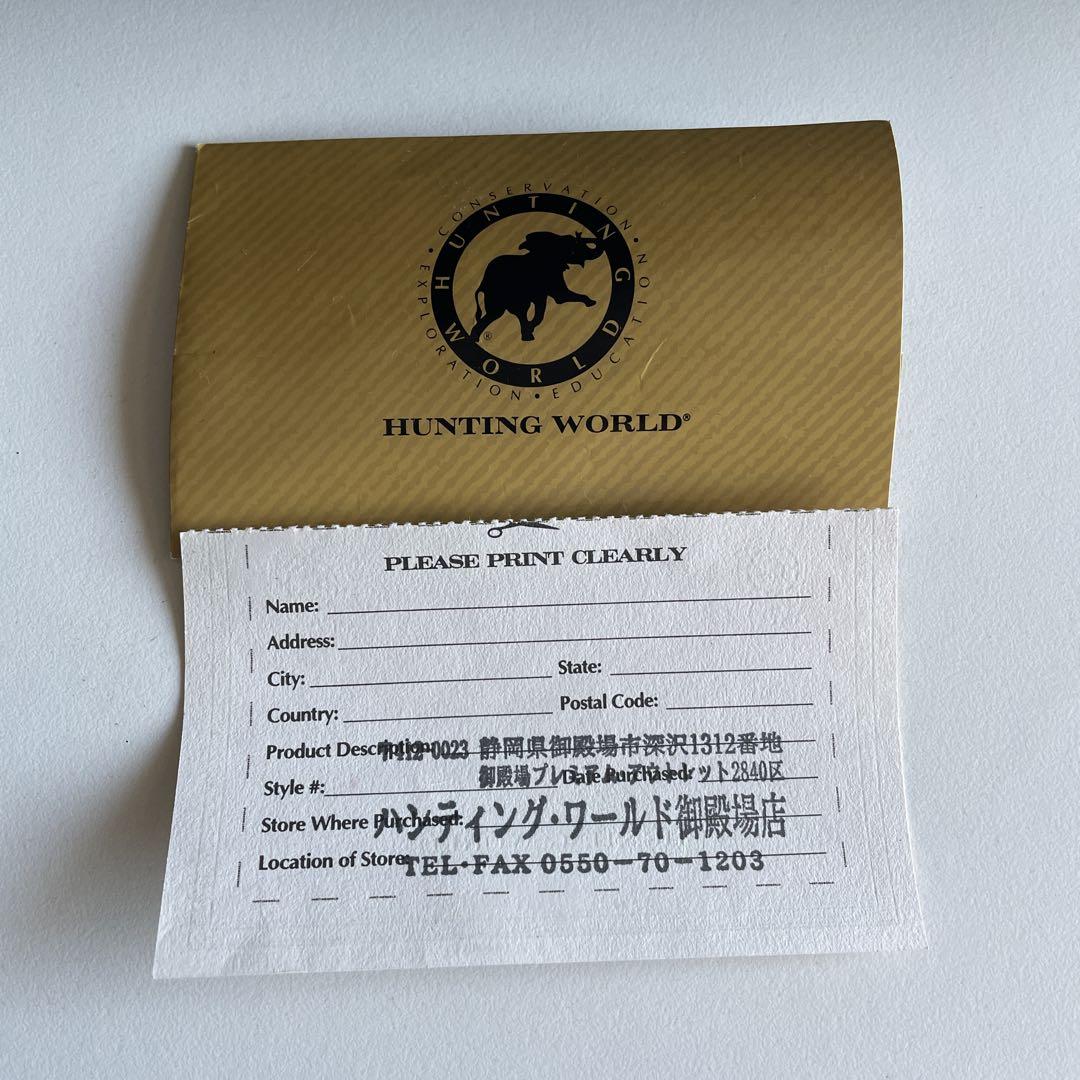 CONSERVATION • EDUCATION • EXPLORATION •
HUNTING WORLD
®
HUNTING WORLD®
PLEASE PRINT CLEARLY
Name:
Address:
City: State:
Country: Postal Code:
Product Description:
〒412-0023 静岡県御殿場市深沢1312番地
御殿場プレミアム・アウトレット2840区
Style #: Date Purchased:
Store Where Purchased:
ハンティング・ワールド御殿場店
Location of Store:
TEL・FAX 0550-70-1203